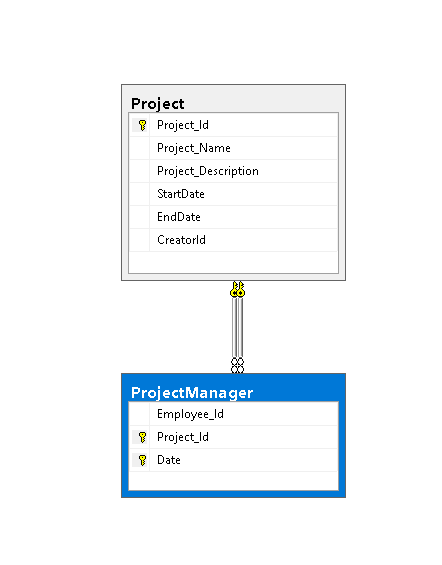 Project
Project_Id
Project_Name
Project_Description
StartDate
EndDate
CreatorId
ProjectManager
Employee_Id
Project_Id
Date